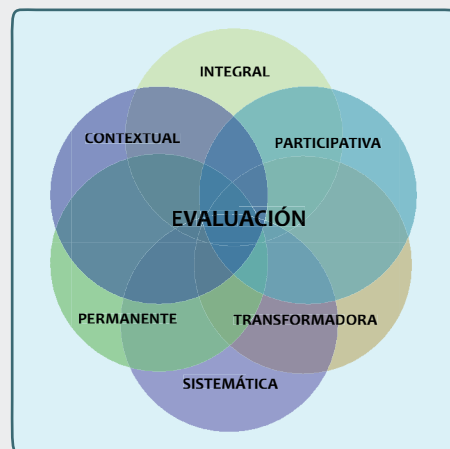 INTEGRAL
CONTEXTUAL
PARTICIPATIVA
EVALUACIÓN
PERMANENTE
TRANSFORMADORA
SISTEMÁTICA